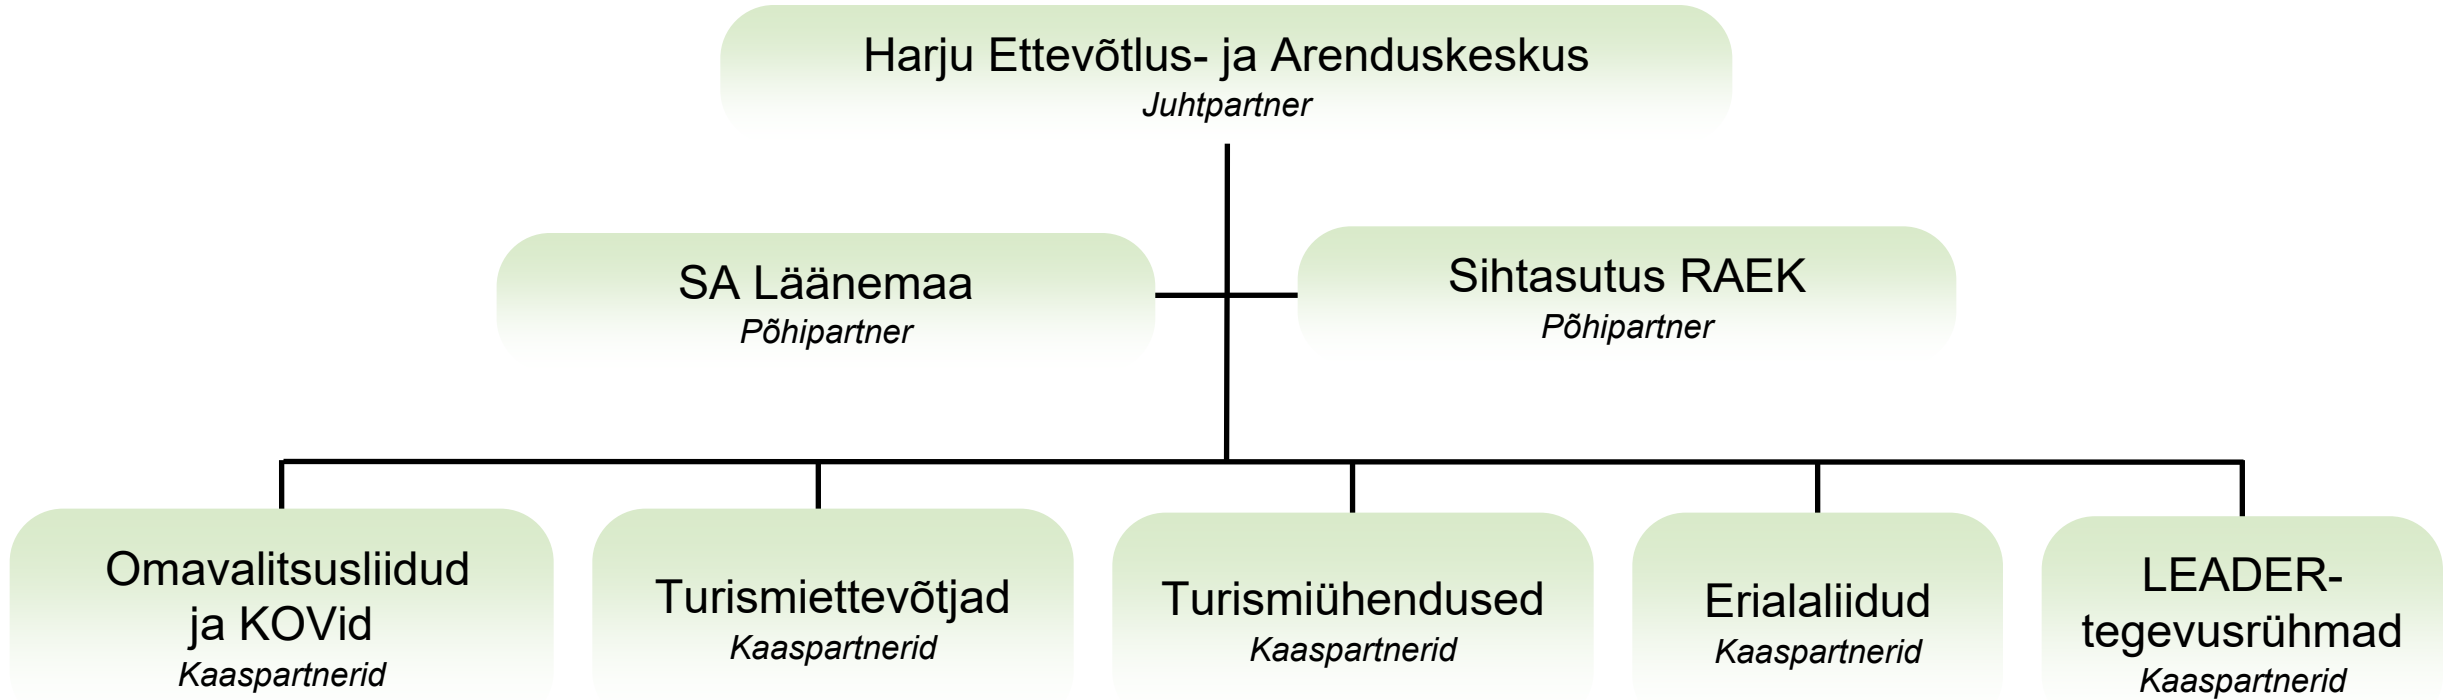 Harju Ettevõtlus- ja Arenduskeskus
Juhtpartner
SA Läänemaa
Põhipartner
Sihtasutus RAEK
Põhipartner
Omavalitsusliidud
ja KOVid
Kaaspartnerid
Turismiettevõtjad
Kaaspartnerid
Turismiühendused
Kaaspartnerid
Erialaliidud
Kaaspartnerid
LEADER-
tegevusrühmad
Kaaspartnerid